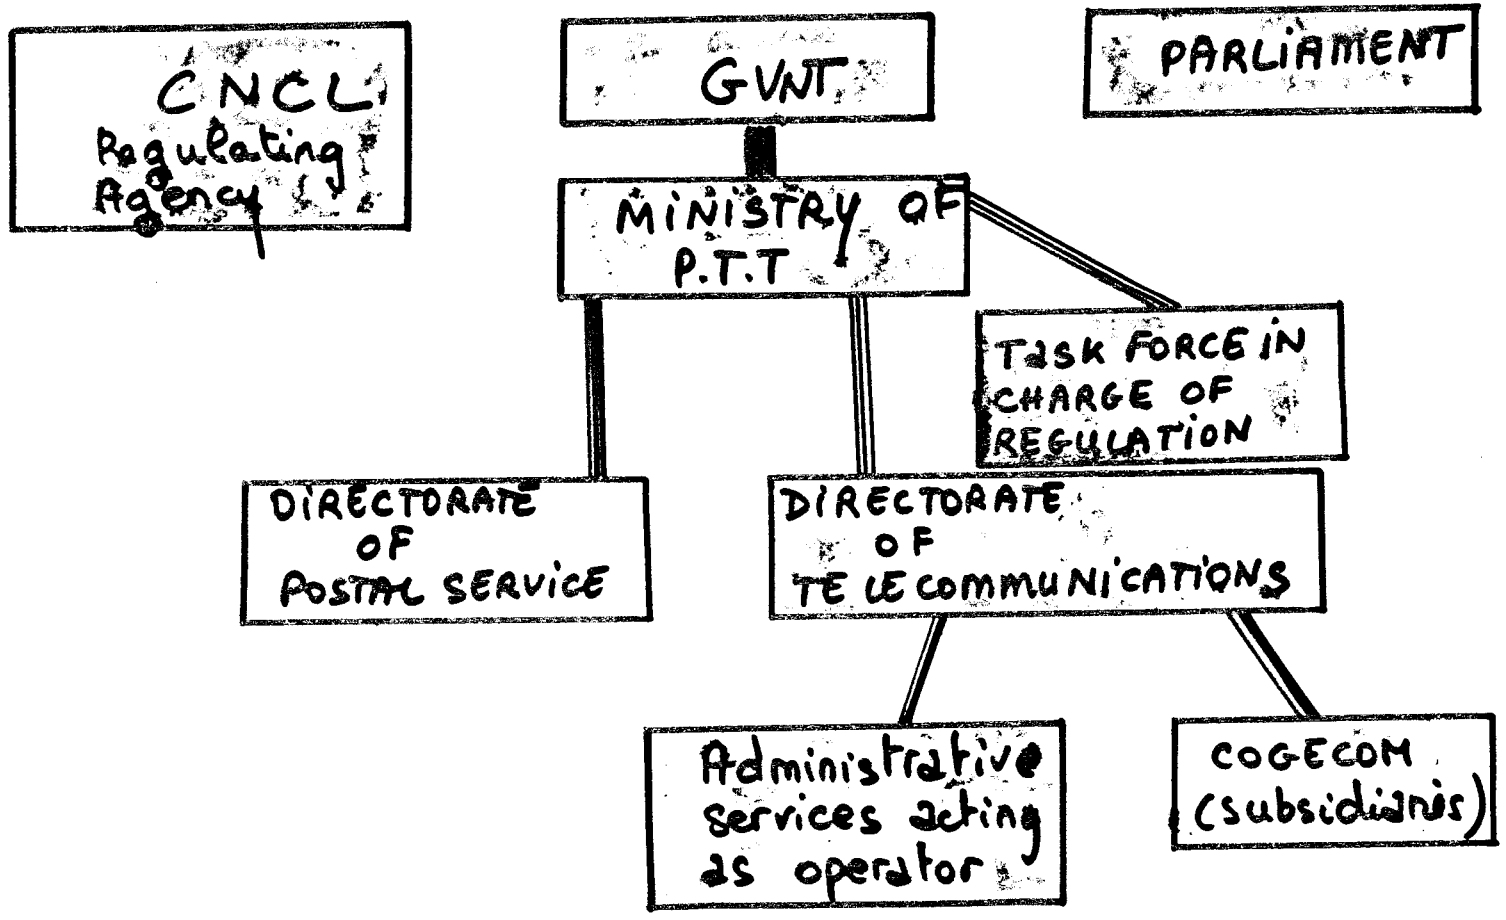 CNCL
Regulating
Agency
GVNT
PARLIAMENT
MINISTRY OF
P.T.T
TASK FORCE IN
CHARGE OF
REGULATION
DIRECTORATE
OF
POSTAL SERVICE
DIRECTORATE
OF
TELECOMMUNICATIONS
Administrative
services acting
as operator
COGECOM
(subsidiaries)